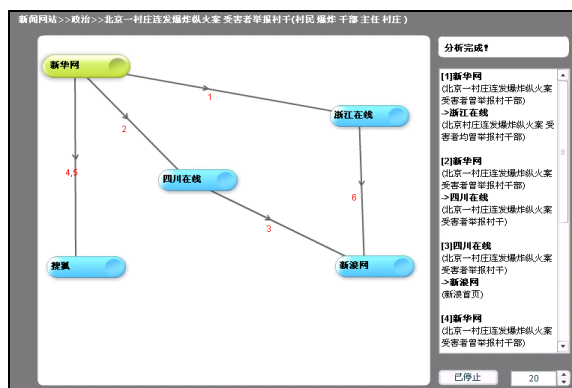 新闻网站>>政治>>北京一村庄连发爆炸纵火案 受害者举报村干(村民 爆炸 干部 主任 村庄 )
新华网
浙江在线
四川在线
搜狐
新浪网
1
2
4,5
3
6
分析完成!
[1]新华网
(北京一村庄连发爆炸纵火案
受害者曾举报村干部)
->浙江在线
(北京村庄连发爆炸纵火案 受
害者均曾举报村干部)
[2]新华网
(北京一村庄连发爆炸纵火案
受害者曾举报村干部)
->四川在线
(北京一村庄连发爆炸纵火案
受害者举报村干)
[3]四川在线
(北京一村庄连发爆炸纵火案
受害者举报村干)
->新浪网
(新浪首页)
[4]新华网
(北京一村庄连发爆炸纵火案
受害者曾举报村干部)
已停止
20